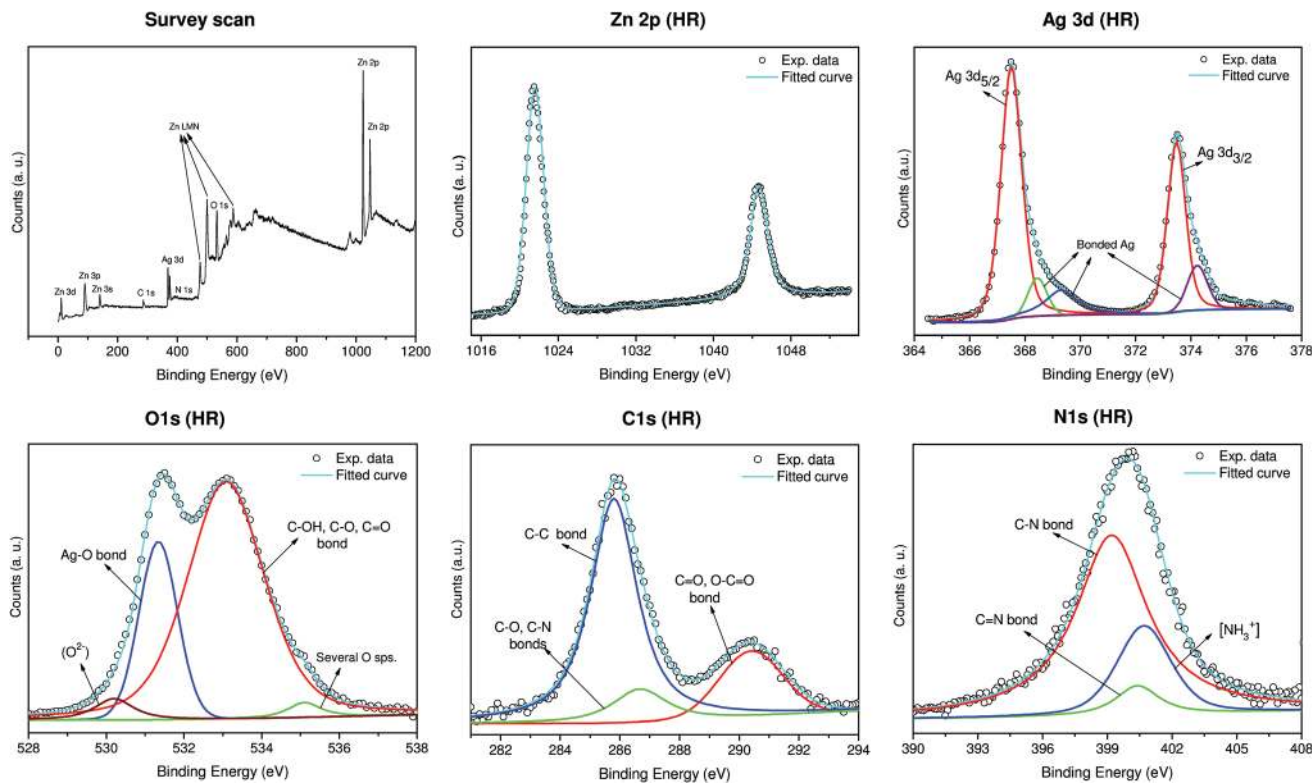 Survey scan
Zn 2p
Zn LMN
Zn 2p
O 1s
Zn 3p
Ag 3d
Zn 3d
Zn 3s
C 1s
N 1s
Counts (a. u.)
0 200 400 600 800 1000 1200
Binding Energy (eV)
Zn 2p (HR)
Exp. data
Fitted curve
Counts (a. u.)
1016 1024 1032 1040 1048
Binding Energy (eV)
Ag 3d (HR)
Exp. data
Fitted curve
Ag 3d5/2
Ag 3d3/2
Bonded Ag
Counts (a. u.)
364 366 368 370 372 374 376 378
Binding Energy (eV)
O1s (HR)
Exp. data
Fitted curve
C-OH, C-O, C=O
bond
Ag-O bond
(O2-)
Several O sps.
Counts (a. u.)
528 530 532 534 536 538
Binding Energy (eV)
C1s (HR)
Exp. data
Fitted curve
C-C bond
C=O, O-C=O
bond
C-O, C-N
bonds
Counts (a.u.)
282 284 286 288 290 292 294
Binding Energy (eV)
N1s (HR)
Exp. data
Fitted curve
C-N bond
C=N bond
[NH3+]
Counts (a. u.)
390 393 396 399 402 405 408
Binding Energy (eV)